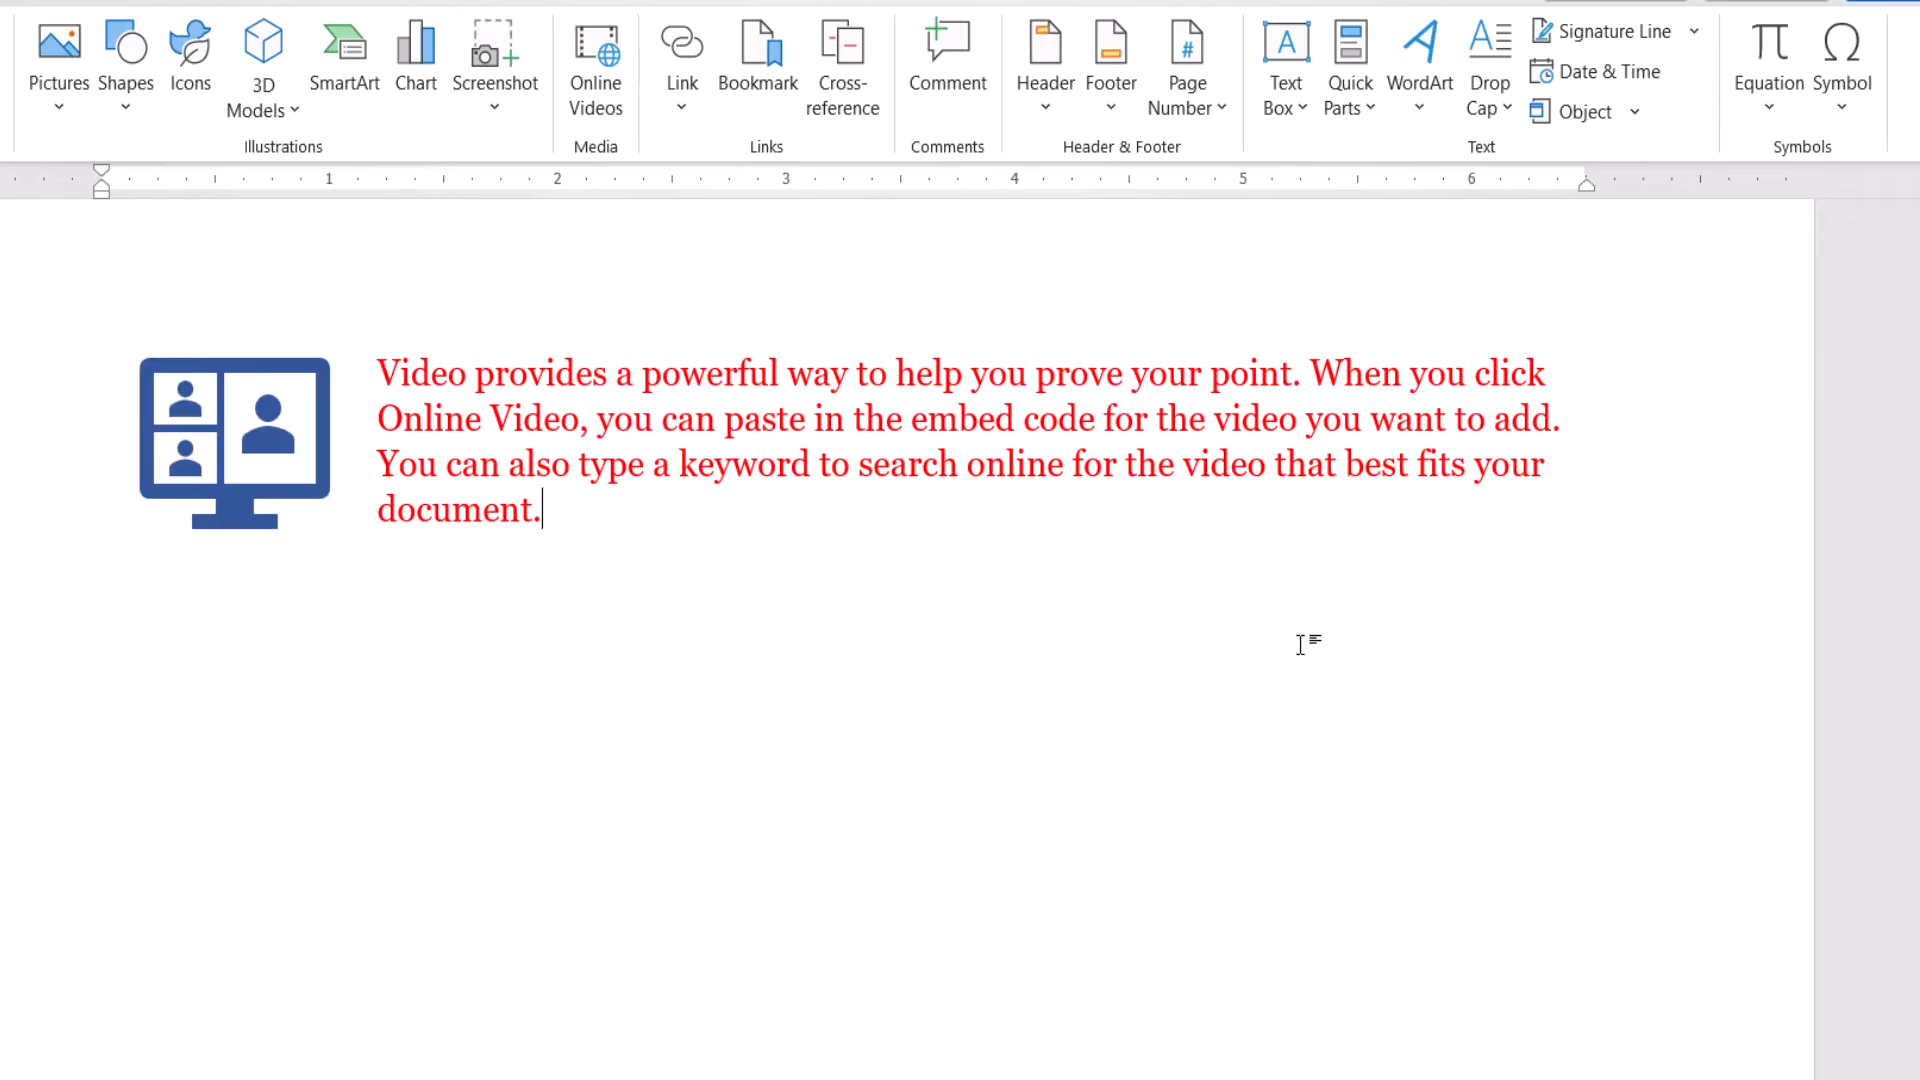 Pictures
Shapes
Icons
3D
Models
SmartArt
Chart
Screenshot
Illustrations
Online
Videos
Media
Link
Bookmark
Cross-
reference
Links
Comment
Comments
Header
Footer
Page
Number
Header & Footer
Text
Box
Quick
Parts
WordArt
Drop
Cap
Signature Line
Date & Time
Object
Text
Equation
Symbol
Symbols
1 2 3 4 5 6
Video provides a powerful way to help you prove your point. When you click
Online Video, you can paste in the embed code for the video you want to add.
You can also type a keyword to search online for the video that best fits your
document.